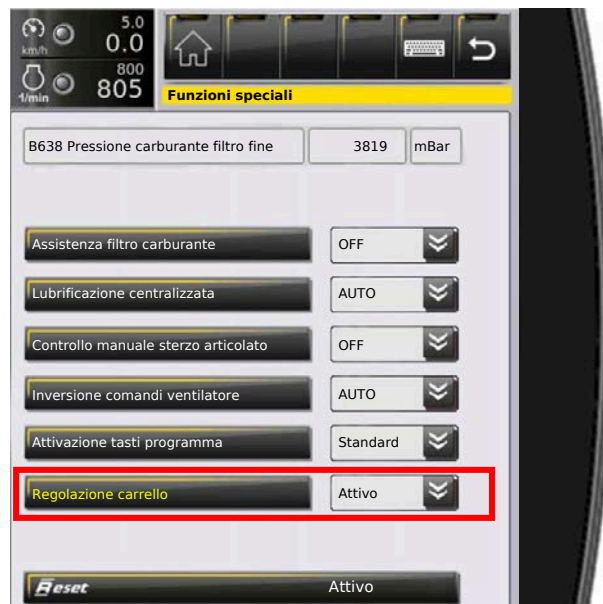 5.0
km/h 0.0
800
1/min 805
Funzioni speciali
B638 Pressione carburante filtro fine 3819 mBar
Assistenza filtro carburante OFF
Lubrificazione centralizzata AUTO
Controllo manuale sterzo articolato OFF
Inversione comandi ventilatore AUTO
Attivazione tasti programma Standard
Regolazione carrello Attivo
Reset Attivo